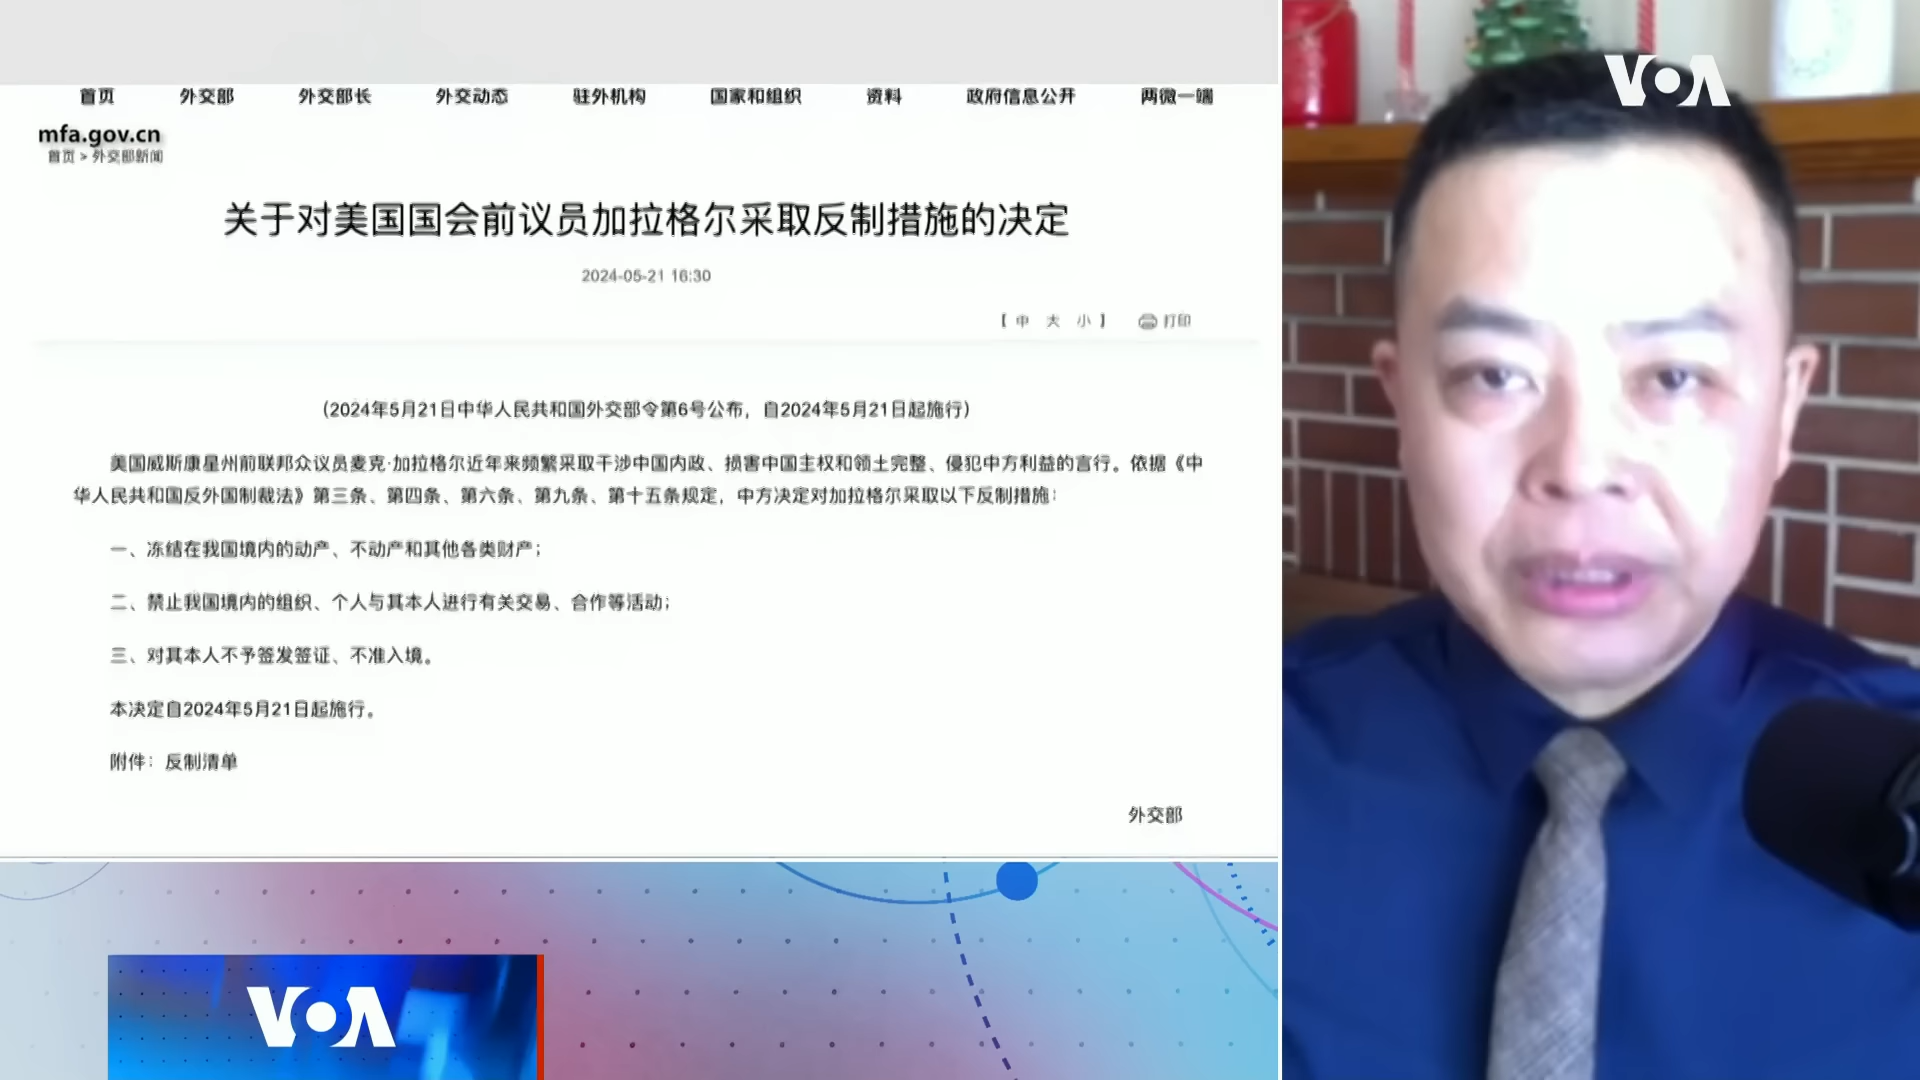 首页 外交部 外交部长 外交动态 驻外机构 国家和组织 资料 政府信息公开 两微一端
mfa.gov.cn
首页 > 外交部新闻
关于对美国国会前议员加拉格尔采取反制措施的决定
2024-05-21 16:30
【 中 大 小 】 打印
(2024年5月21日中华人民共和国外交部令第6号公布，自2024年5月21日起施行)
美国威斯康星州前联邦众议员麦克·加拉格尔近年来频繁采取干涉中国内政、损害中国主权和领土完整、侵犯中方利益的言行。依据《中
华人民共和国反外国制裁法》第三条、第四条、第六条、第九条、第十五条规定，中方决定对加拉格尔采取以下反制措施：
一、冻结在我国境内的动产、不动产和其他各类财产；
二、禁止我国境内的组织、个人与其本人进行有关交易、合作等活动；
三、对其本人不予签发签证、不准入境。
本决定自2024年5月21日起施行。
附件：反制清单
外交部
VOA
VOA